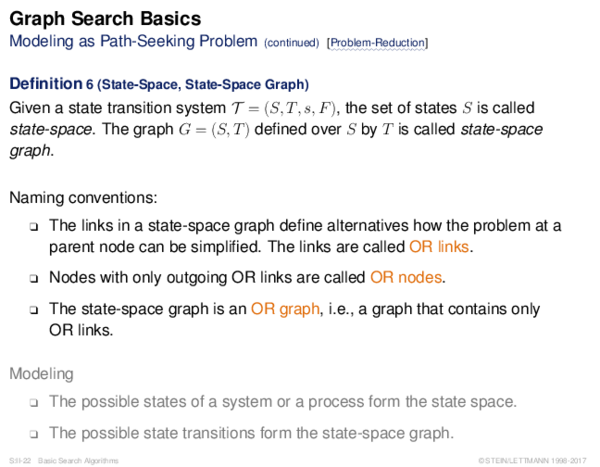 Graph Search Basics
Modeling as Path-Seeking Problem (continued) [Problem-Reduction]
Definition 6 (State-Space, State-Space Graph)
Given a state transition system 𝒯 = (S, T, s, F), the set of states S is called
state-space. The graph G = (S, T) defined over S by T is called state-space
graph.
Naming conventions:
❑ The links in a state-space graph define alternatives how the problem at a
parent node can be simplified. The links are called OR links.
❑ Nodes with only outgoing OR links are called OR nodes.
❑ The state-space graph is an OR graph, i.e., a graph that contains only
OR links.
Modeling
❑ The possible states of a system or a process form the state space.
❑ The possible state transitions form the state-space graph.
S:II-22 Basic Search Algorithms ©STEIN/LETTMANN 1998-2017